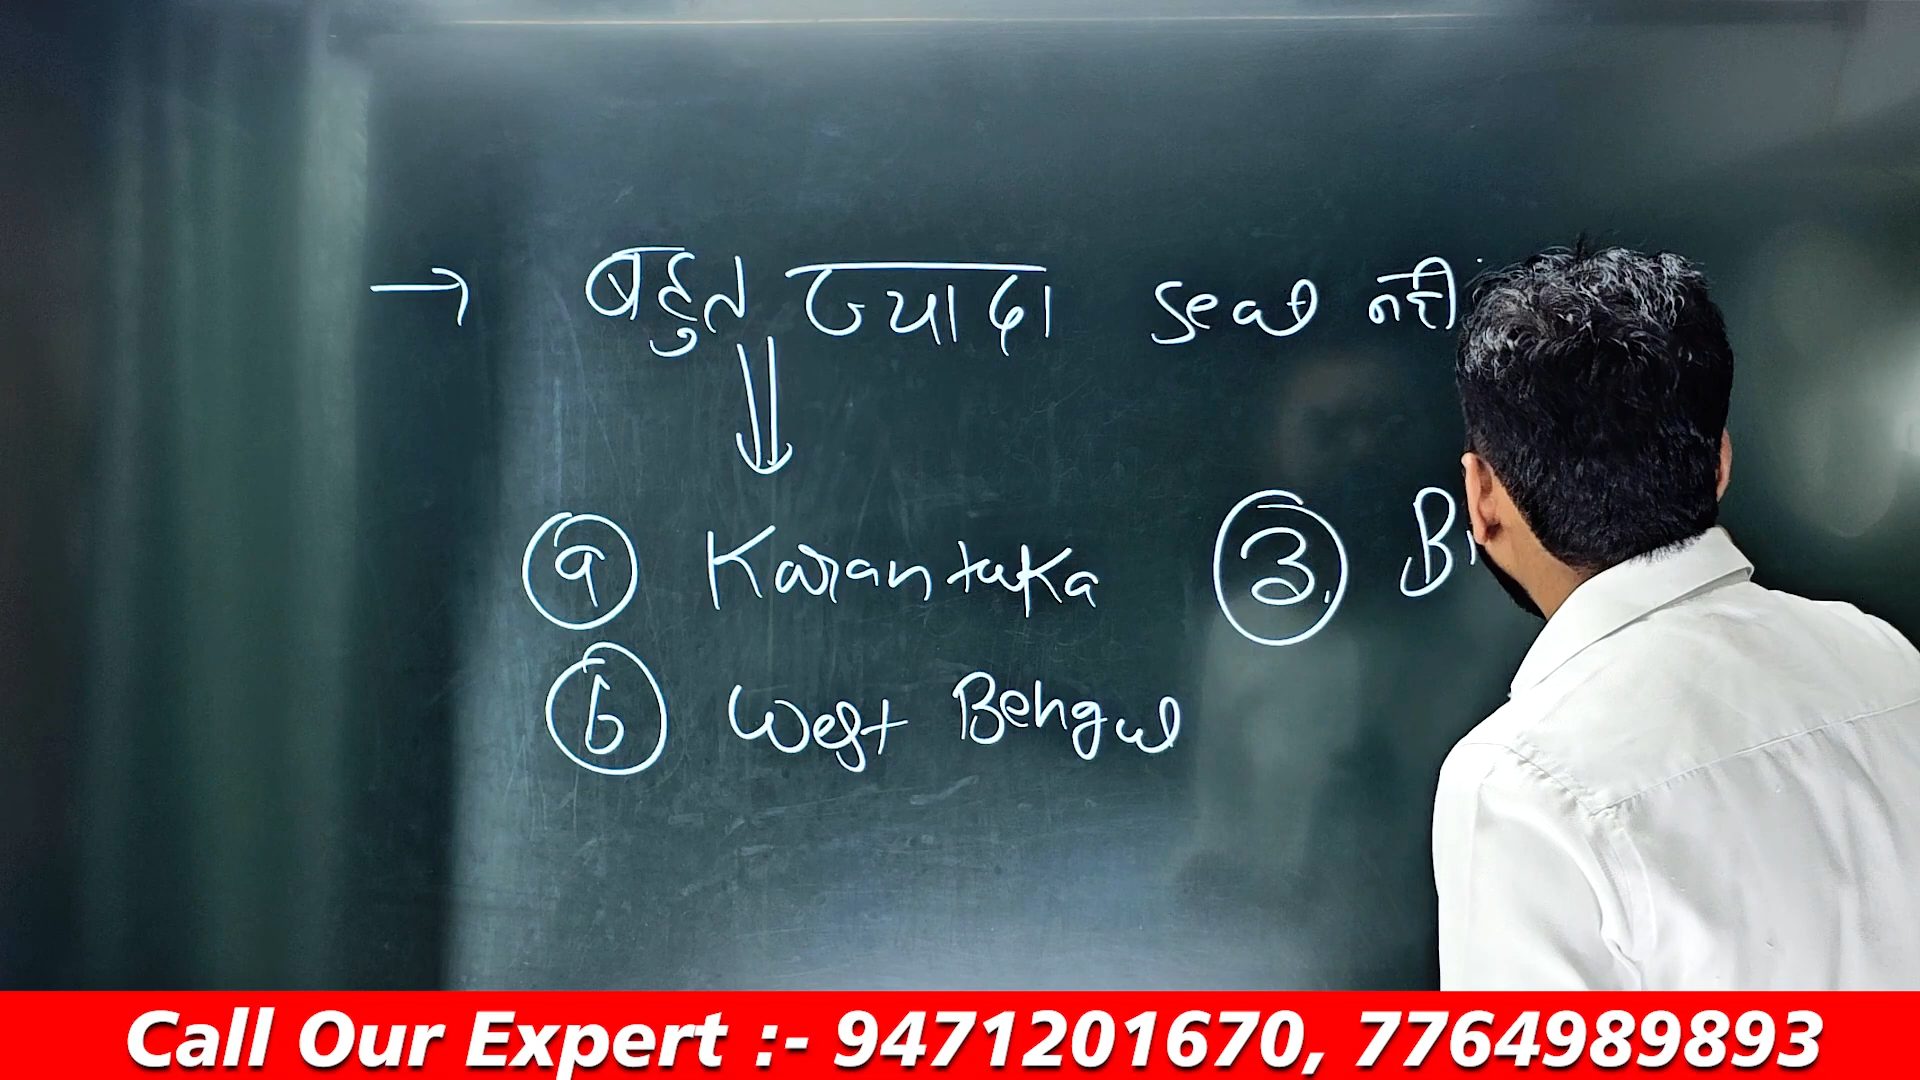 → बहुत ज्यादा seat नही
a Karantaka
b West Bengal
3.
Call Our Expert :- 9471201670, 7764989893